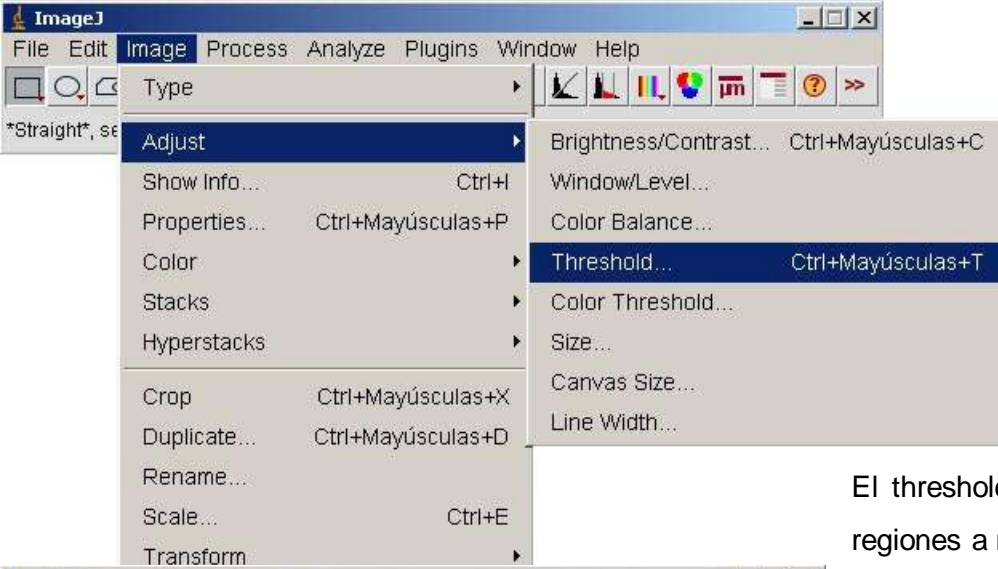 ImageJ
File Edit Image Process Analyze Plugins Window Help
μm ? >>
*Straight*,
Type
Adjust
Show Info... Ctrl+I
Properties... Ctrl+Mayúsculas+P
Color
Stacks
Hyperstacks
Crop Ctrl+Mayúsculas+X
Duplicate... Ctrl+Mayúsculas+D
Rename...
Scale... Ctrl+E
Transform
Brightness/Contrast... Ctrl+Mayúsculas+C
Window/Level...
Color Balance...
Threshold... Ctrl+Mayúsculas+T
Color Threshold...
Size...
Canvas Size...
Line Width...
El
regiones a